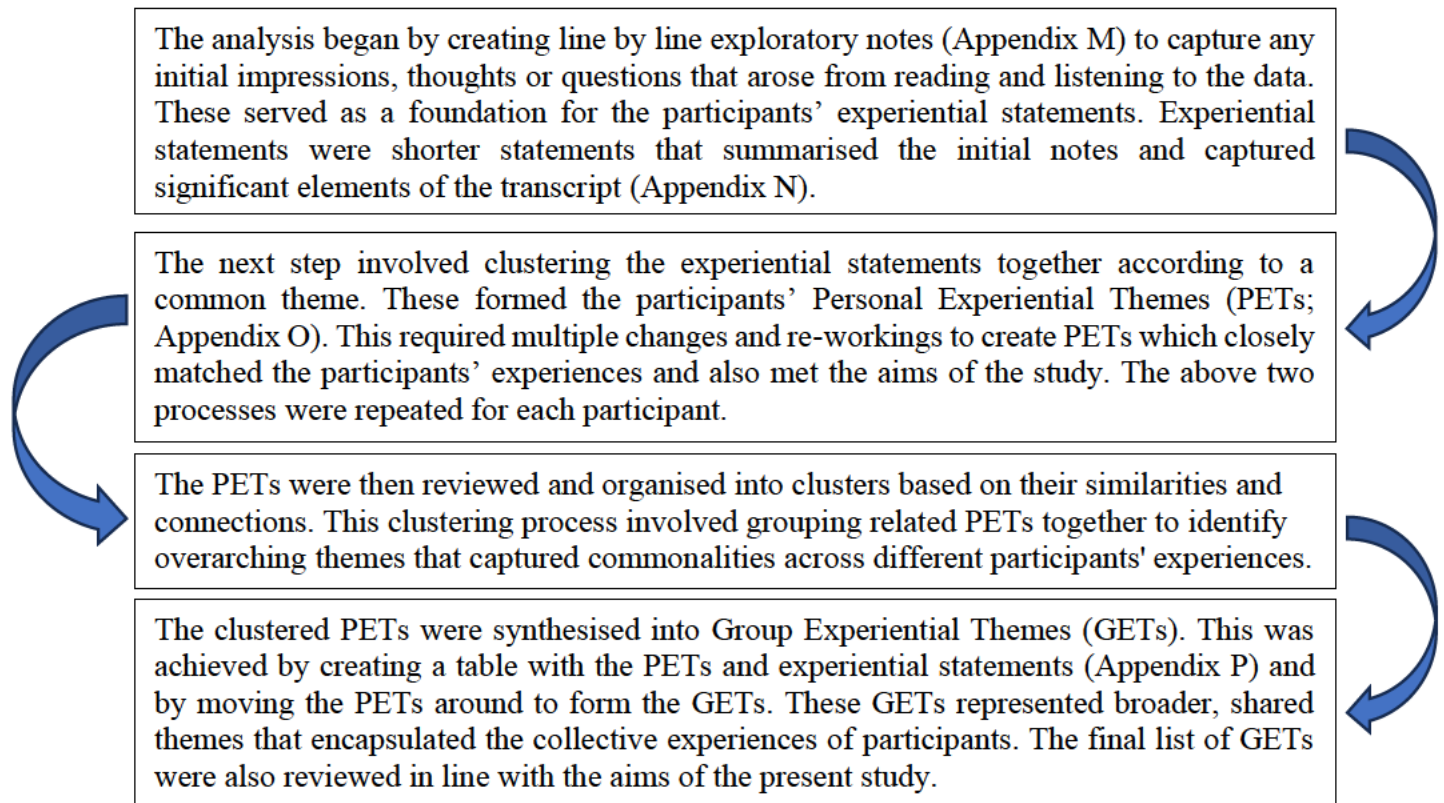 The analysis began by creating line by line exploratory notes (Appendix M) to capture any
initial impressions, thoughts or questions that arose from reading and listening to the data.
These served as a foundation for the participants’ experiential statements. Experiential
statements were shorter statements that summarised the initial notes and captured
significant elements of the transcript (Appendix N).
The next step involved clustering the experiential statements together according to a
common theme. These formed the participants’ Personal Experiential Themes (PETs;
Appendix O). This required multiple changes and re-workings to create PETs which closely
matched the participants’ experiences and also met the aims of the study. The above two
processes were repeated for each participant.
The PETs were then reviewed and organised into clusters based on their similarities and
connections. This clustering process involved grouping related PETs together to identify
overarching themes that captured commonalities across different participants' experiences.
The clustered PETs were synthesised into Group Experiential Themes (GETs). This was
achieved by creating a table with the PETs and experiential statements (Appendix P) and
by moving the PETs around to form the GETs. These GETs represented broader, shared
themes that encapsulated the collective experiences of participants. The final list of GETs
were also reviewed in line with the aims of the present study.